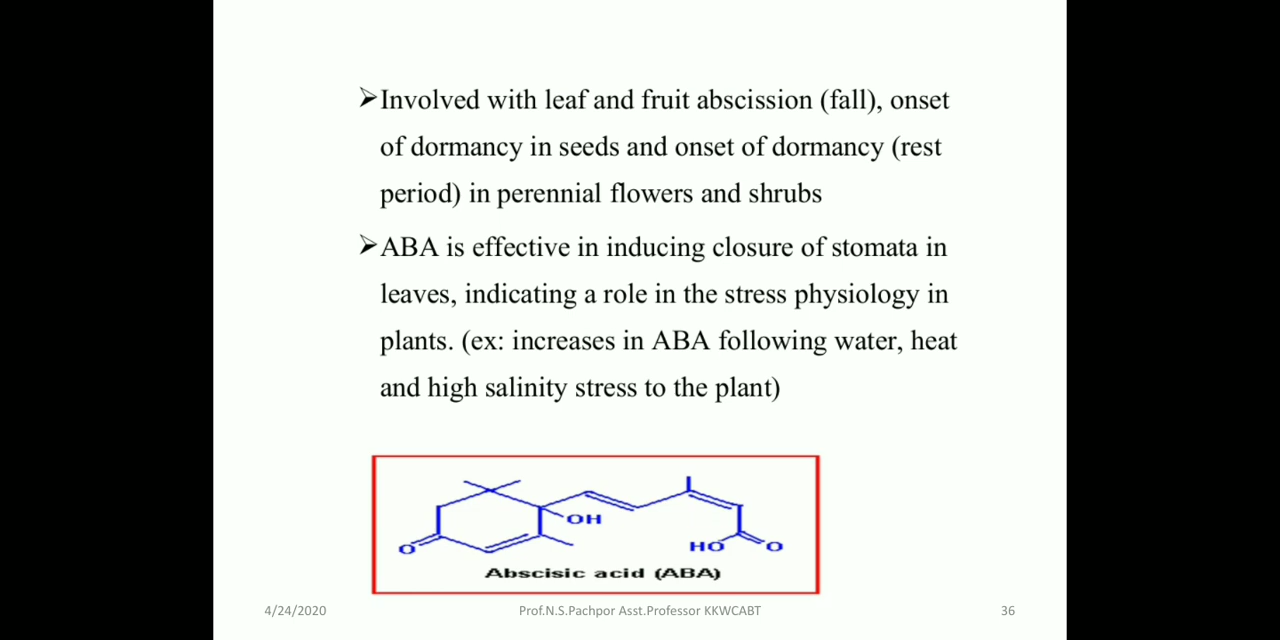 ➢Involved with leaf and fruit abscission (fall), onset
of dormancy in seeds and onset of dormancy (rest
period) in perennial flowers and shrubs
➢ABA is effective in inducing closure of stomata in
leaves, indicating a role in the stress physiology in
plants. (ex: increases in ABA following water, heat
and high salinity stress to the plant)
OH
O
HO
O
Abscisic acid (ABA)
4/24/2020
Prof.N.S.Pachpor Asst.Professor KKWCABT
36